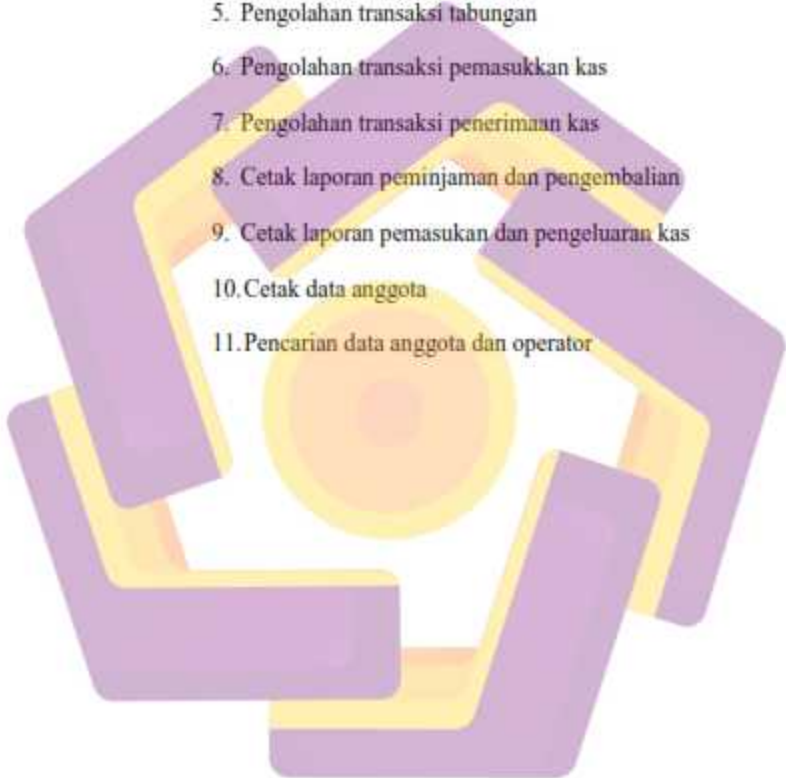 5. Pengolahan transaksi tabungan
6. Pengolahan transaksi pemasukkan kas
7. Pengolahan transaksi penerimaan kas
8. Cetak laporan peminjaman dan pengembalian
9. Cetak laporan pemasukan dan pengeluaran kas
10. Cetak data anggota
11. Pencarian data anggota dan operator